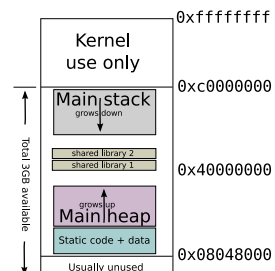 0xffffffff
Kernel
use only
0xc0000000
Main stack
grows down
Total 3GB available
shared library 2
shared library 1
0x40000000
grows up
Main heap
Static code + data
0x08048000
Usually unused